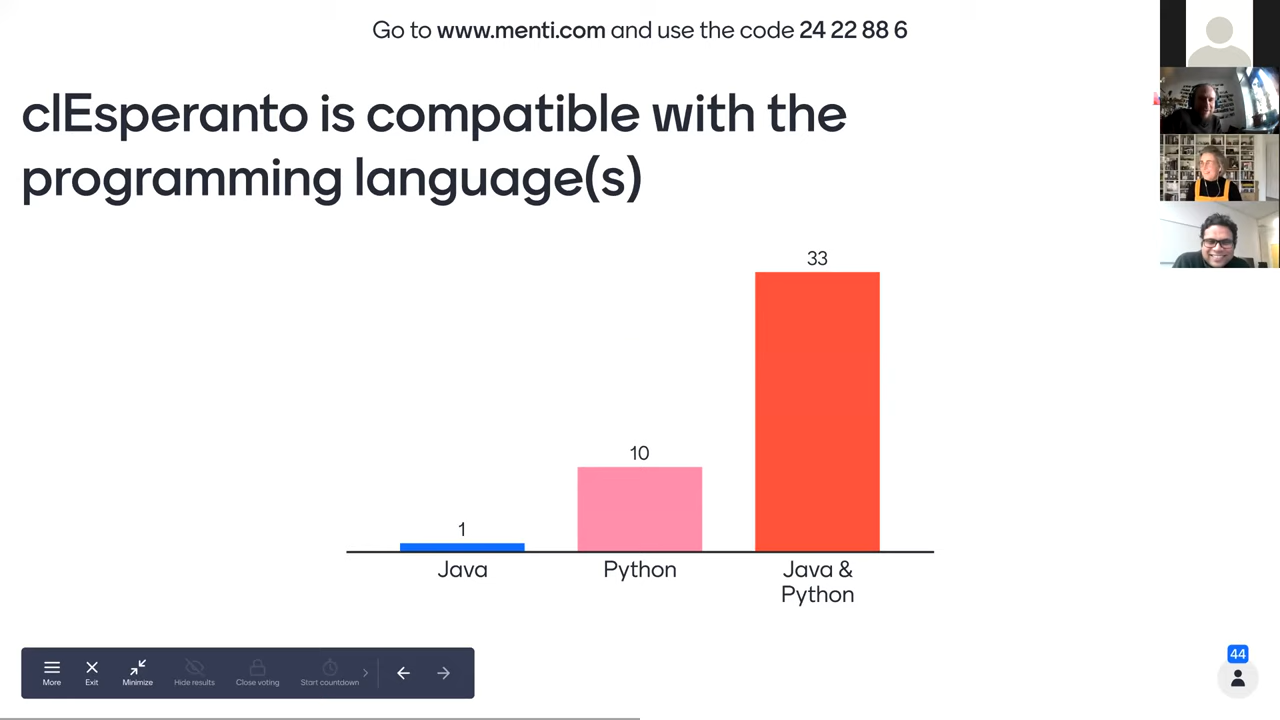 Go to www.menti.com and use the code 24 22 88 6
clEsperanto is compatible with the
programming language(s)
33
10
1
Java
Python
Java &
Python
More
Exit
Minimize
Hide results
Close voting
Start countdown
44